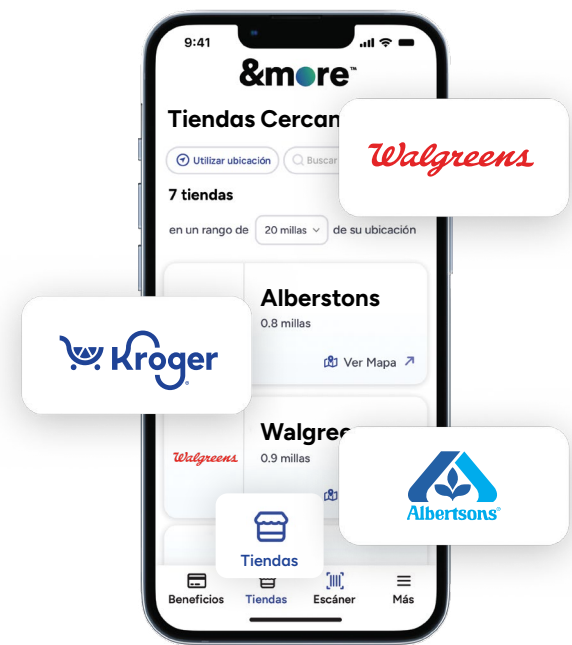 9:41
&more™
Tiendas Cercan
Walgreens
Utilizar ubicación
Buscar
7 tiendas
en un rango de 20 millas de su ubicación
Alberstons
0.8 millas
Ver Mapa
Kroger
Walgree
Walgreens
0.9 millas
Albertsons®
Tiendas
Beneficios Tiendas Escáner Más